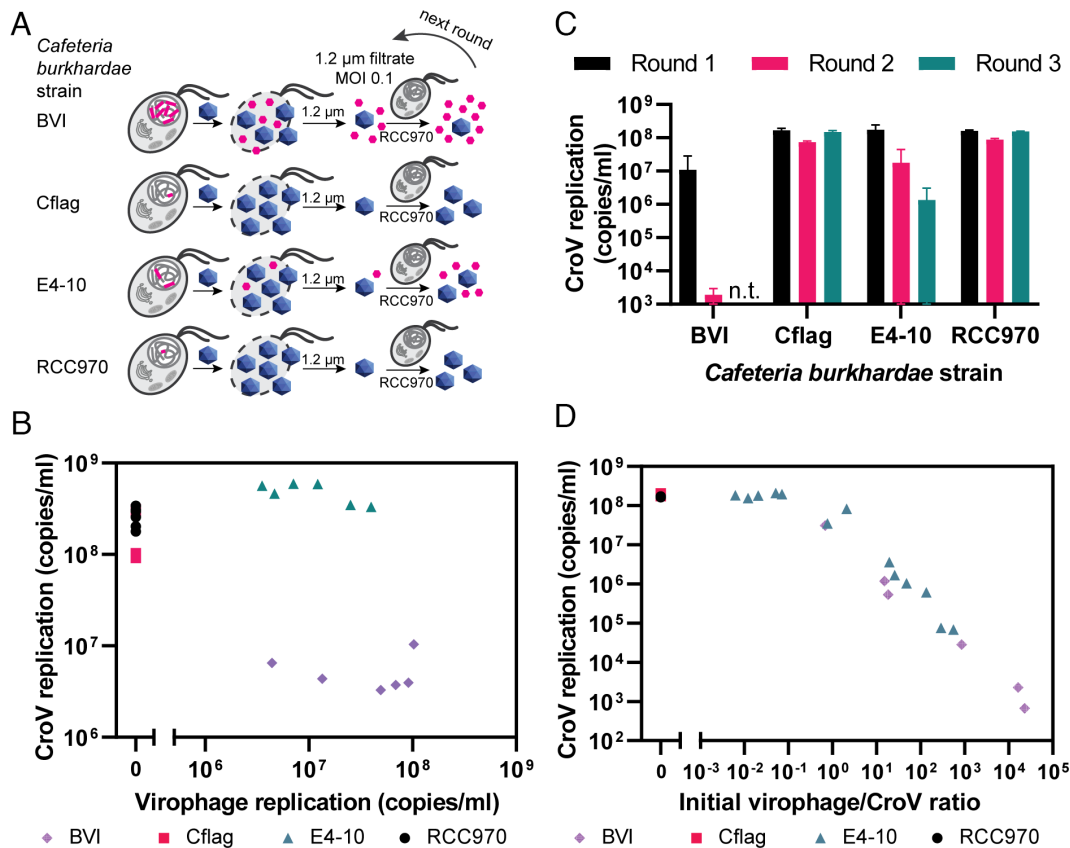 A
Cafeteria
burkhardae
strain
next round
1.2 µm filtrate
MOI 0.1
BVI
1.2 µm
RCC970
Cflag
1.2 µm
RCC970
E4-10
1.2 µm
RCC970
RCC970
1.2 µm
RCC970
C
Round 1 Round 2 Round 3
CroV replication
(copies/ml)
10⁹
10⁸
10⁷
10⁶
10⁵
10⁴
10³
n.t.
BVI Cflag E4-10 RCC970
Cafeteria burkhardae strain
B
CroV replication (copies/ml)
10⁹
10⁸
10⁷
10⁶
0 10⁶ 10⁷ 10⁸ 10⁹
Virophage replication (copies/ml)
BVI Cflag E4-10 RCC970
D
CroV replication (copies/ml)
10⁹
10⁸
10⁷
10⁶
10⁵
10⁴
10³
10²
0 10⁻³ 10⁻² 10⁻¹ 10⁰ 10¹ 10² 10³ 10⁴ 10⁵
Initial virophage/CroV ratio
BVI Cflag E4-10 RCC970